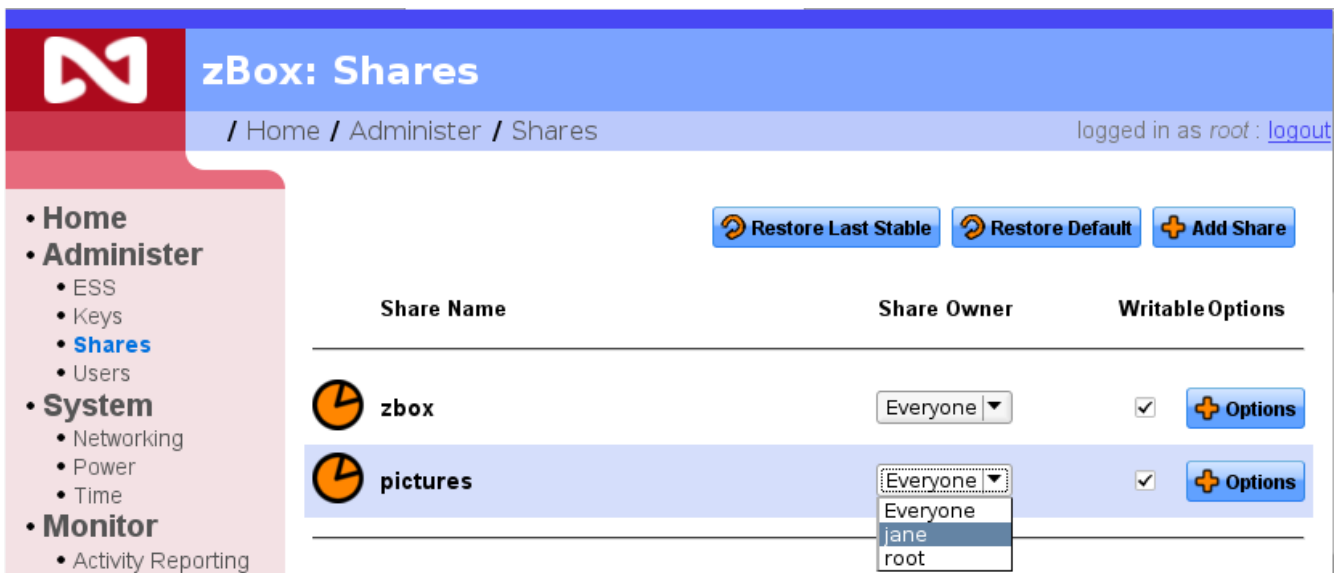 zBox: Shares
/ Home / Administer / Shares
logged in as root : logout
• Home
• Administer
• ESS
• Keys
• Shares
• Users
• System
• Networking
• Power
• Time
• Monitor
• Activity Reporting
Restore Last Stable
Restore Default
Add Share
Share Name
Share Owner
Writable
Options
zbox
Everyone
Options
pictures
Everyone
Options
Everyone
jane
root